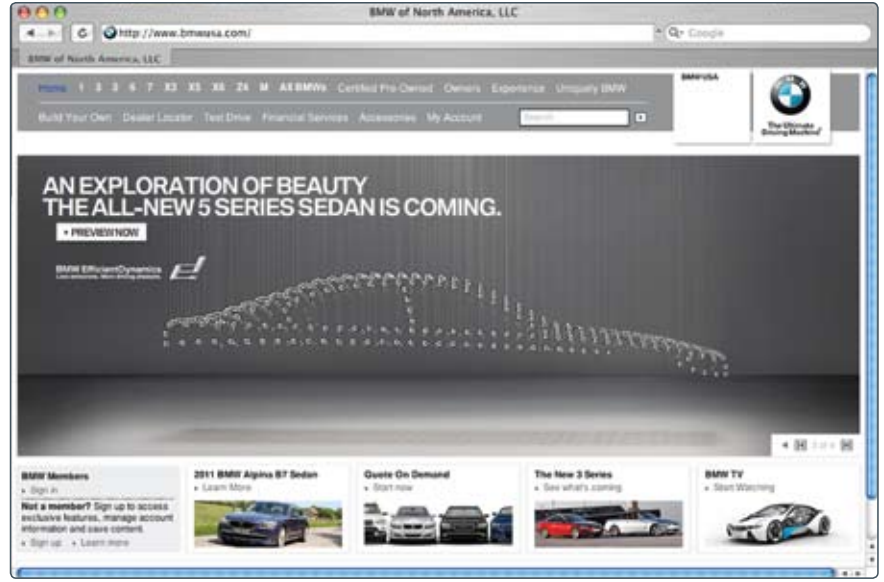 BMW of North America, LLC
http://www.bmwusa.com/
Google
BMW of North America, LLC
Home 1 3 5 6 7 X3 X5 X6 Z4 M All BMWs Certified Pre-Owned Owners Experience Uniquely BMW
BMW USA
Build Your Own Dealer Locator Test Drive Financial Services Accessories My Account Search
The Ultimate
Driving Machine®
AN EXPLORATION OF BEAUTY
THE ALL-NEW 5 SERIES SEDAN IS COMING.
PREVIEW NOW
BMW EfficientDynamics
BMW Members
Sign in
Not a member? Sign up to access
exclusive features, manage account
information and save content.
Sign up Learn more
2011 BMW Alpina B7 Sedan
Learn More
Quote On Demand
Start now
The New 3 Series
See what's coming
BMW TV
Start Watching